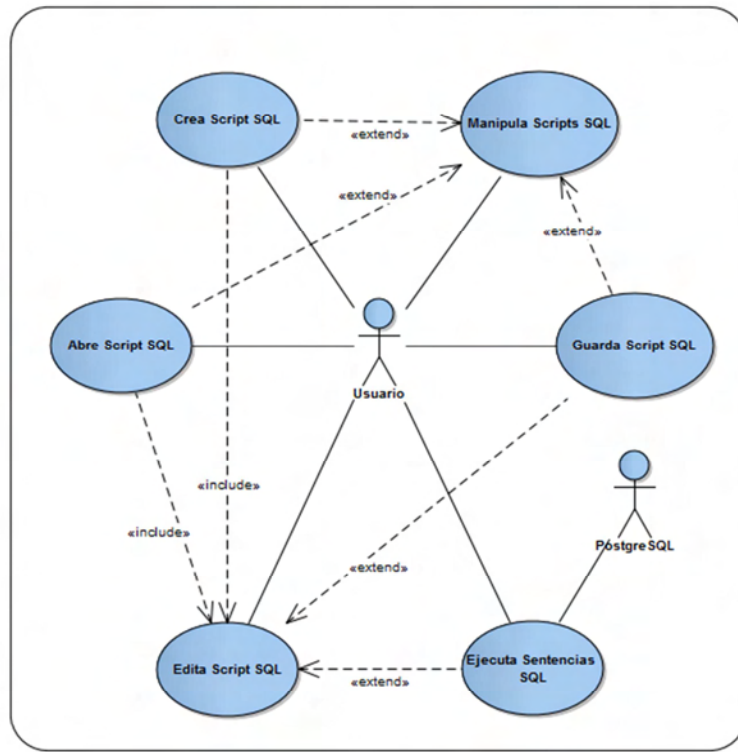 Crea Script SQL
Manipula Scripts SQL
«extend»
«extend»
«extend»
Abre Script SQL
Guarda Script SQL
Usuario
«include»
«include»
PostgreSQL
«extend»
Edita Script SQL
Ejecuta Sentencias
SQL
«extend»